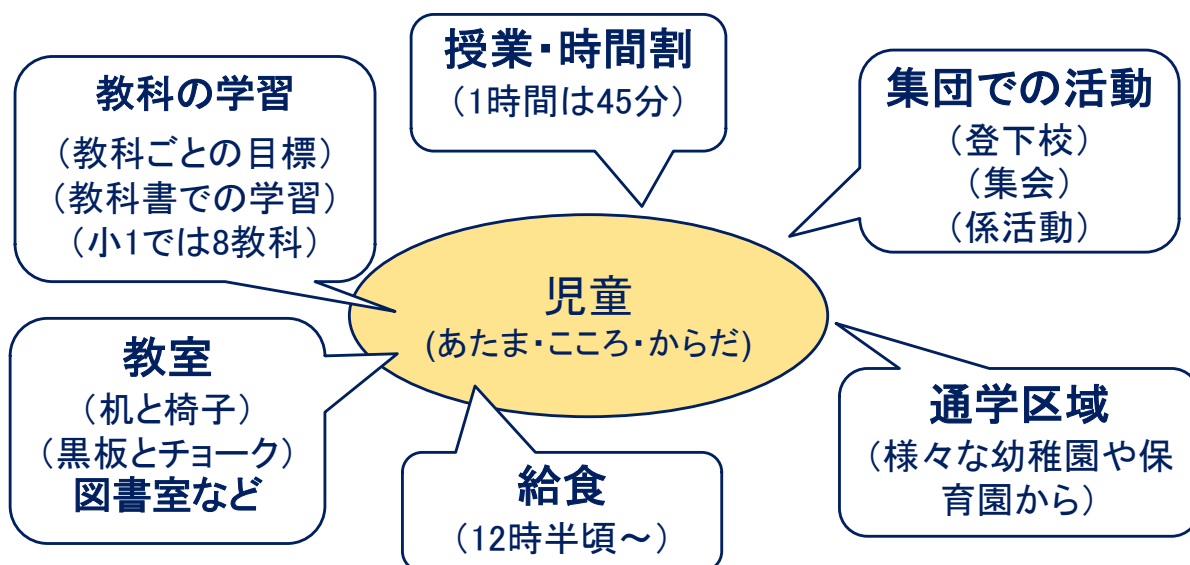 授業・時間割
（1時間は45分）
教科の学習
（教科ごとの目標）
（教科書での学習）
（小1では8教科）
集団での活動
（登下校）
（集会）
（係活動）
児童
(あたま・こころ・からだ)
教室
（机と椅子）
（黒板とチョーク）
図書室など
給食
（12時半頃～）
通学区域
（様々な幼稚園や保
育園から）